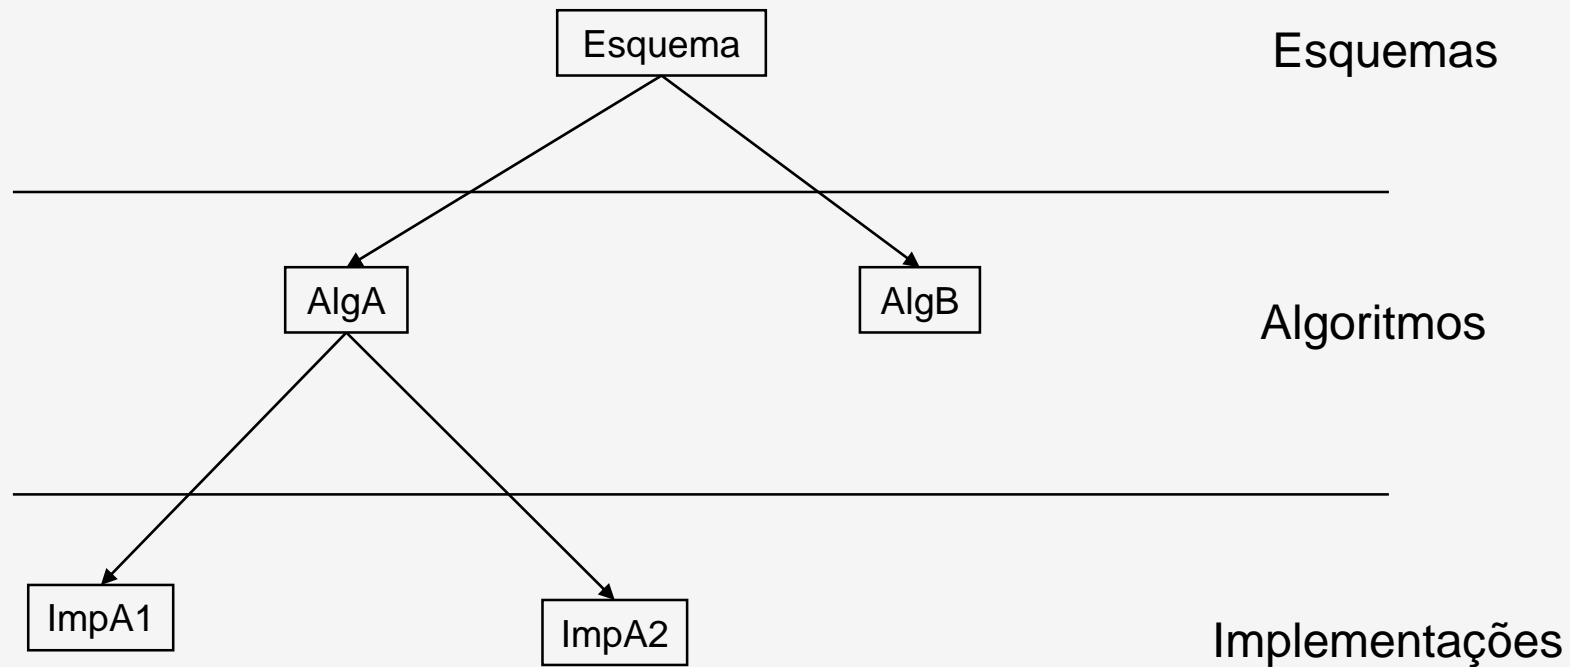 Esquema
Esquemas
AlgA
AlgB
Algoritmos
ImpA1
ImpA2
Implementações